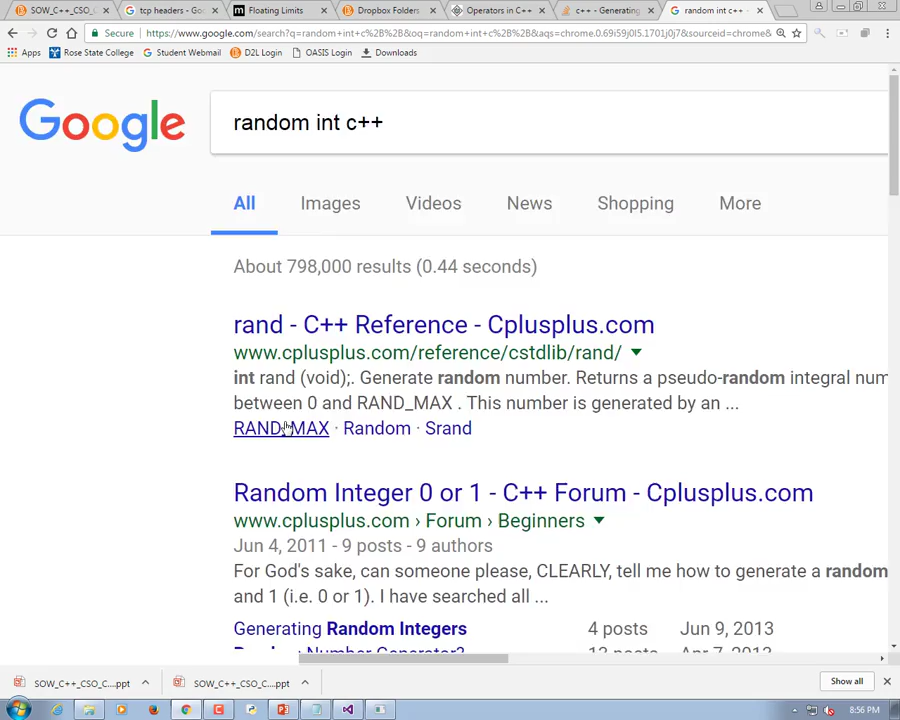 SOW_C++_CSO_ tcp headers - Goo Floating Limits Dropbox Folders Operators in C++ c++ - Generating random int c++ -
Secure https://www.google.com/search?q=random+int+c%2B%2B&oq=random+int+c%2B%2B&aqs=chrome.0.69i59j0l5.1701j0j7&sourceid=chrome&
Apps Rose State College Student Webmail D2L Login OASIS Login Downloads
Google random int c++
All Images Videos News Shopping More
About 798,000 results (0.44 seconds)
rand - C++ Reference - Cplusplus.com
www.cplusplus.com/reference/cstdlib/rand/
int rand (void);. Generate random number. Returns a pseudo-random integral num
between 0 and RAND_MAX . This number is generated by an ...
RAND_MAX · Random · Srand
Random Integer 0 or 1 - C++ Forum - Cplusplus.com
www.cplusplus.com › Forum › Beginners
Jun 4, 2011 - 9 posts - 9 authors
For God's sake, can someone please, CLEARLY, tell me how to generate a random
and 1 (i.e. 0 or 1). I have searched all ...
Generating Random Integers 4 posts Jun 9, 2013
Number Generator? 13 posts Apr 7, 2013
SOW_C++_CSO_C....ppt SOW_C++_CSO_C....ppt Show all
8:56 PM